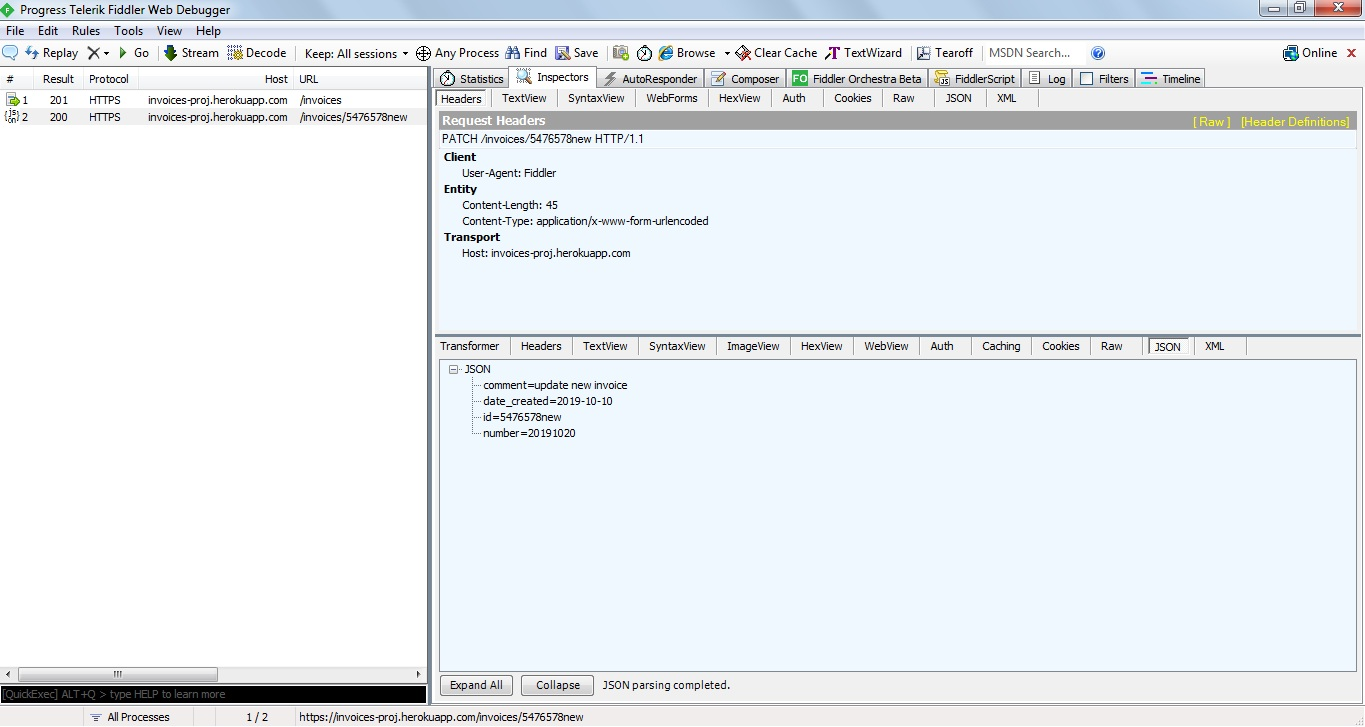 Progress Telerik Fiddler Web Debugger
File Edit Rules Tools View Help
Replay Go Stream Decode Keep: All sessions Any Process Find Save Browse Clear Cache TextWizard Tearoff MSDN Search... Online
# Result Protocol Host URL
1 201 HTTPS invoices-proj.herokuapp.com /invoices
2 200 HTTPS invoices-proj.herokuapp.com /invoices/5476578new
Statistics Inspectors AutoResponder Composer FO Fiddler Orchestra Beta FiddlerScript Log Filters Timeline
Headers TextView SyntaxView WebForms HexView Auth Cookies Raw JSON XML
Request Headers [ Raw ] [Header Definitions]
PATCH /invoices/5476578new HTTP/1.1
Client
User-Agent: Fiddler
Entity
Content-Length: 45
Content-Type: application/x-www-form-urlencoded
Transport
Host: invoices-proj.herokuapp.com
Transformer Headers TextView SyntaxView ImageView HexView WebView Auth Caching Cookies Raw JSON XML
JSON
comment=update new invoice
date_created=2019-10-10
id=5476578new
number=20191020
Expand All Collapse JSON parsing completed.
[QuickExec] ALT+Q > type HELP to learn more
All Processes 1 / 2 https://invoices-proj.herokuapp.com/invoices/5476578new